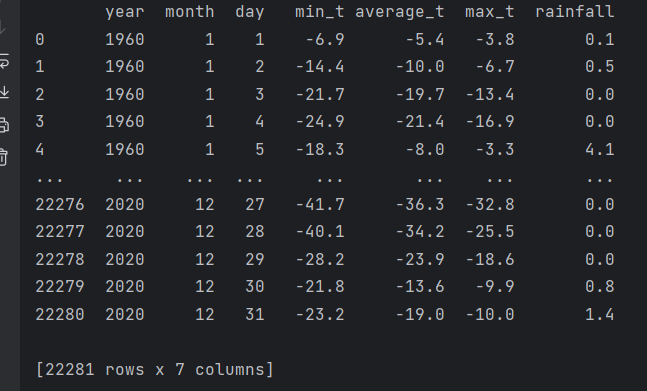 year month day min_t average_t max_t rainfall
0 1960 1 1 -6.9 -5.4 -3.8 0.1
1 1960 1 2 -14.4 -10.0 -6.7 0.5
2 1960 1 3 -21.7 -19.7 -13.4 0.0
3 1960 1 4 -24.9 -21.4 -16.9 0.0
4 1960 1 5 -18.3 -8.0 -3.3 4.1
... ... ... ... ... ... ... ...
22276 2020 12 27 -41.7 -36.3 -32.8 0.0
22277 2020 12 28 -40.1 -34.2 -25.5 0.0
22278 2020 12 29 -28.2 -23.9 -18.6 0.0
22279 2020 12 30 -21.8 -13.6 -9.9 0.8
22280 2020 12 31 -23.2 -19.0 -10.0 1.4
[22281 rows x 7 columns]